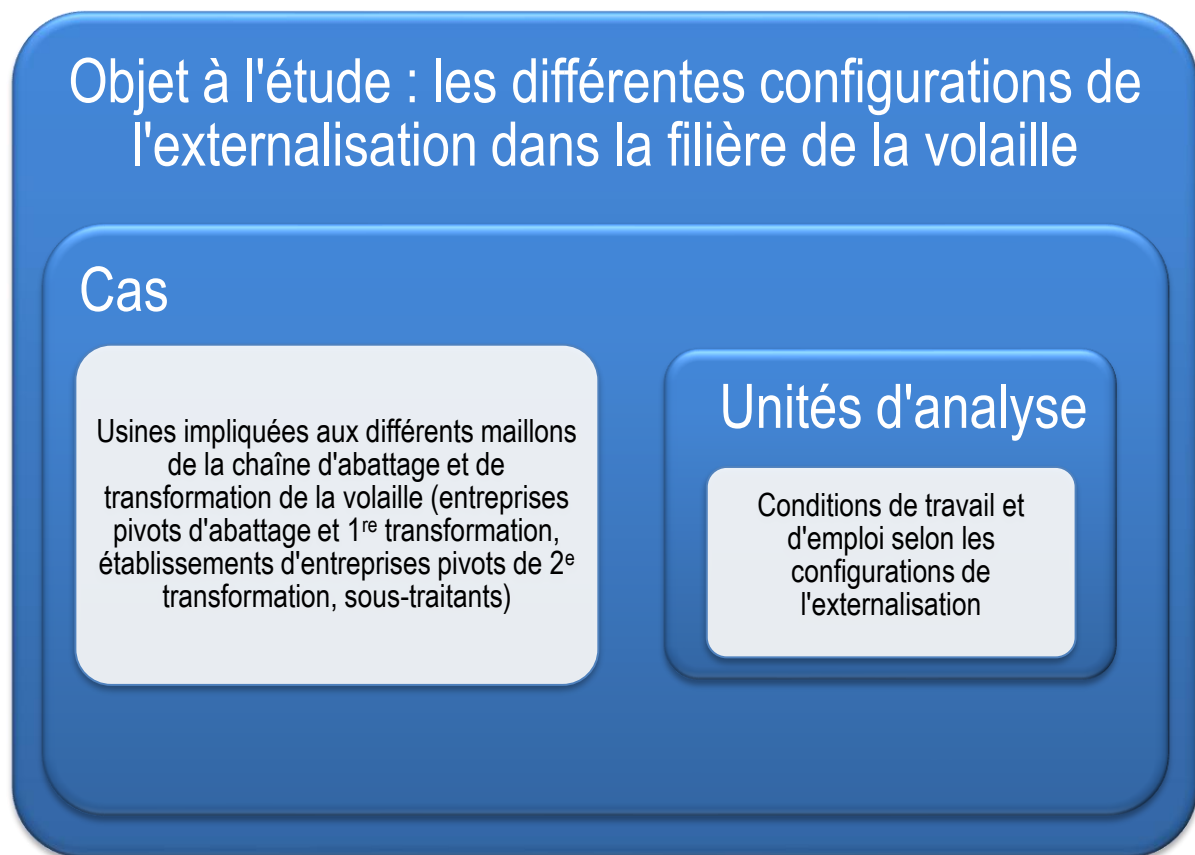 Objet à l'étude : les différentes configurations de
l'externalisation dans la filière de la volaille
Cas
Usines impliquées aux différents maillons
de la chaîne d'abattage et de
transformation de la volaille (entreprises
pivots d'abattage et 1re transformation,
établissements d'entreprises pivots de 2e
transformation, sous-traitants)
Unités d'analyse
Conditions de travail et
d'emploi selon les
configurations de
l'externalisation